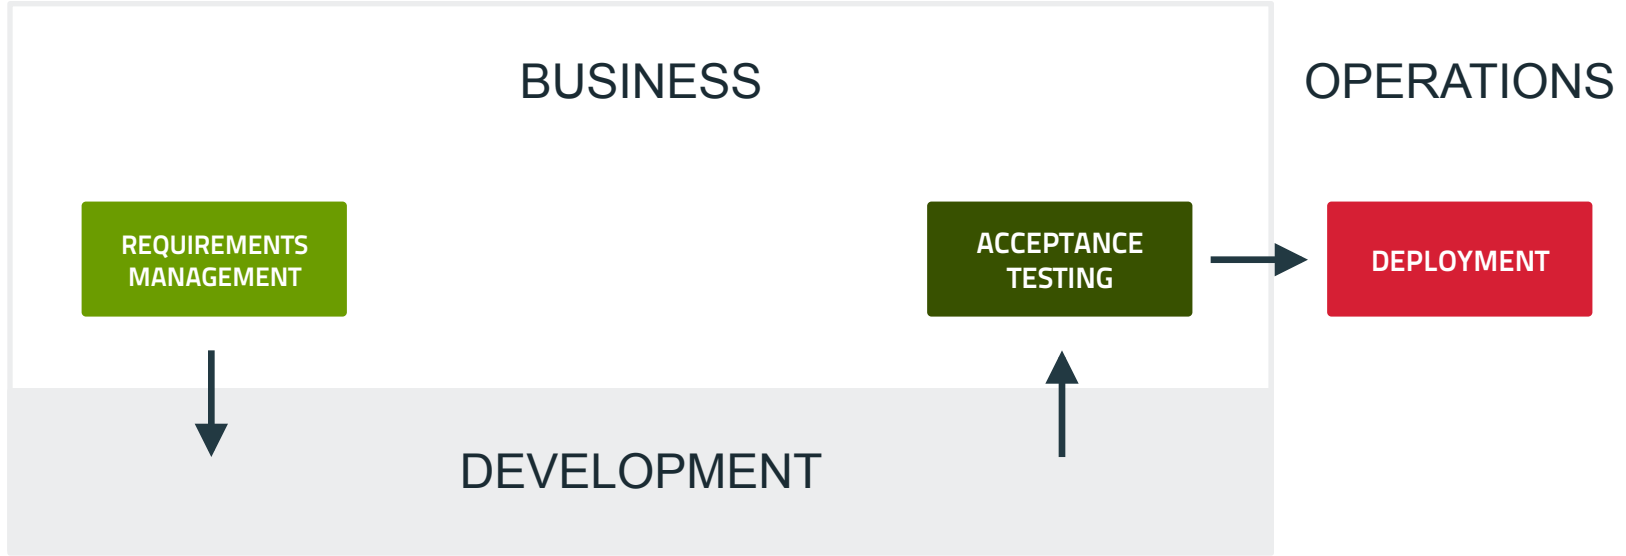 BUSINESS
OPERATIONS
REQUIREMENTS
MANAGEMENT
ACCEPTANCE
TESTING
DEPLOYMENT
DEVELOPMENT